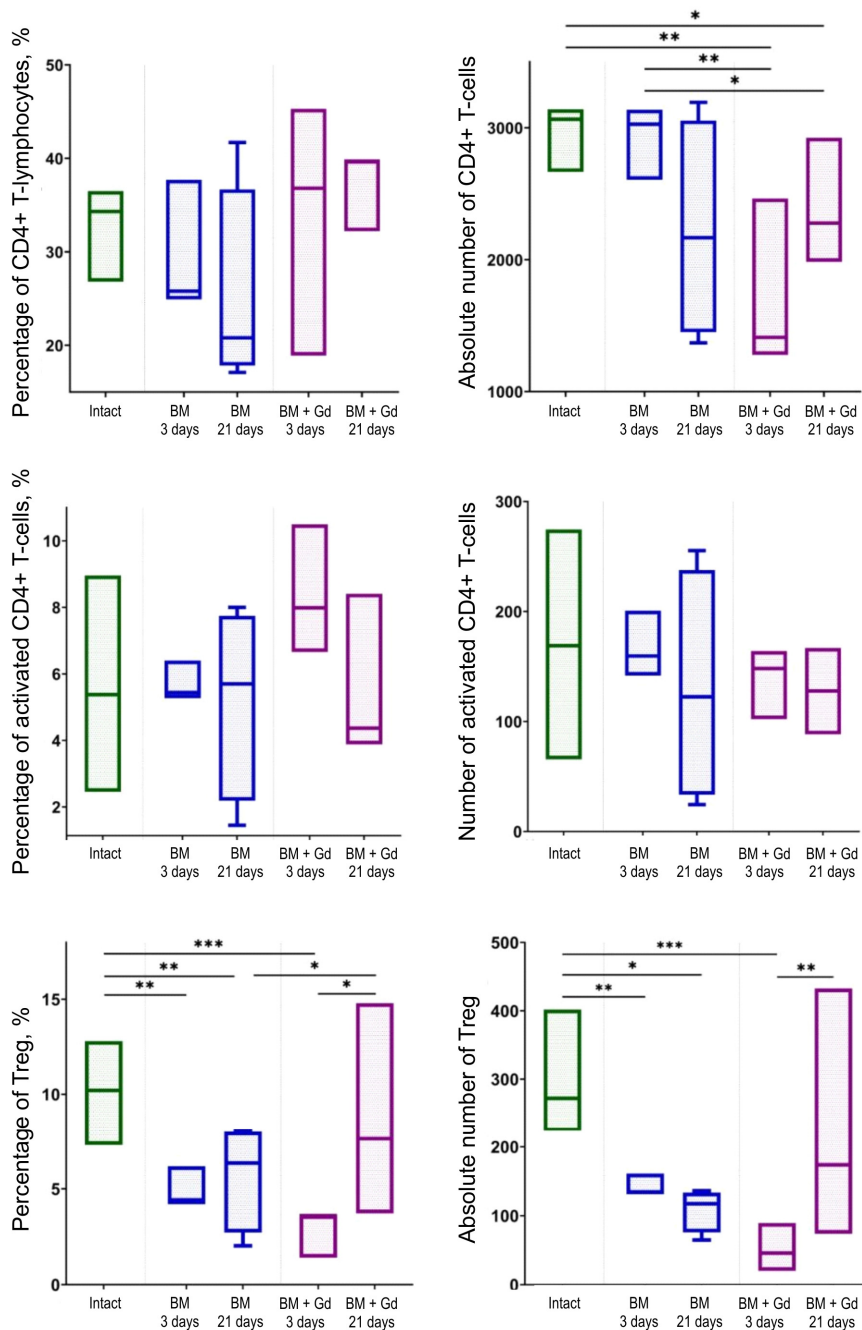 Percentage of CD4+ T-lymphocytes, %
50
40
30
20
Intact
BM
3 days
BM
21 days
BM + Gd
3 days
BM + Gd
21 days
Absolute number of CD4+ T-cells
*
**
**
*
3000
2000
1000
Intact
BM
3 days
BM
21 days
BM + Gd
3 days
BM + Gd
21 days
Percentage of activated CD4+ T-cells, %
10
8
6
4
2
Intact
BM
3 days
BM
21 days
BM + Gd
3 days
BM + Gd
21 days
Number of activated CD4+ T-cells
300
200
100
0
Intact
BM
3 days
BM
21 days
BM + Gd
3 days
BM + Gd
21 days
Percentage of Treg, %
***
**
*
**
*
15
10
5
0
Intact
BM
3 days
BM
21 days
BM + Gd
3 days
BM + Gd
21 days
Absolute number of Treg
***
*
**
**
500
400
300
200
100
0
Intact
BM
3 days
BM
21 days
BM + Gd
3 days
BM + Gd
21 days